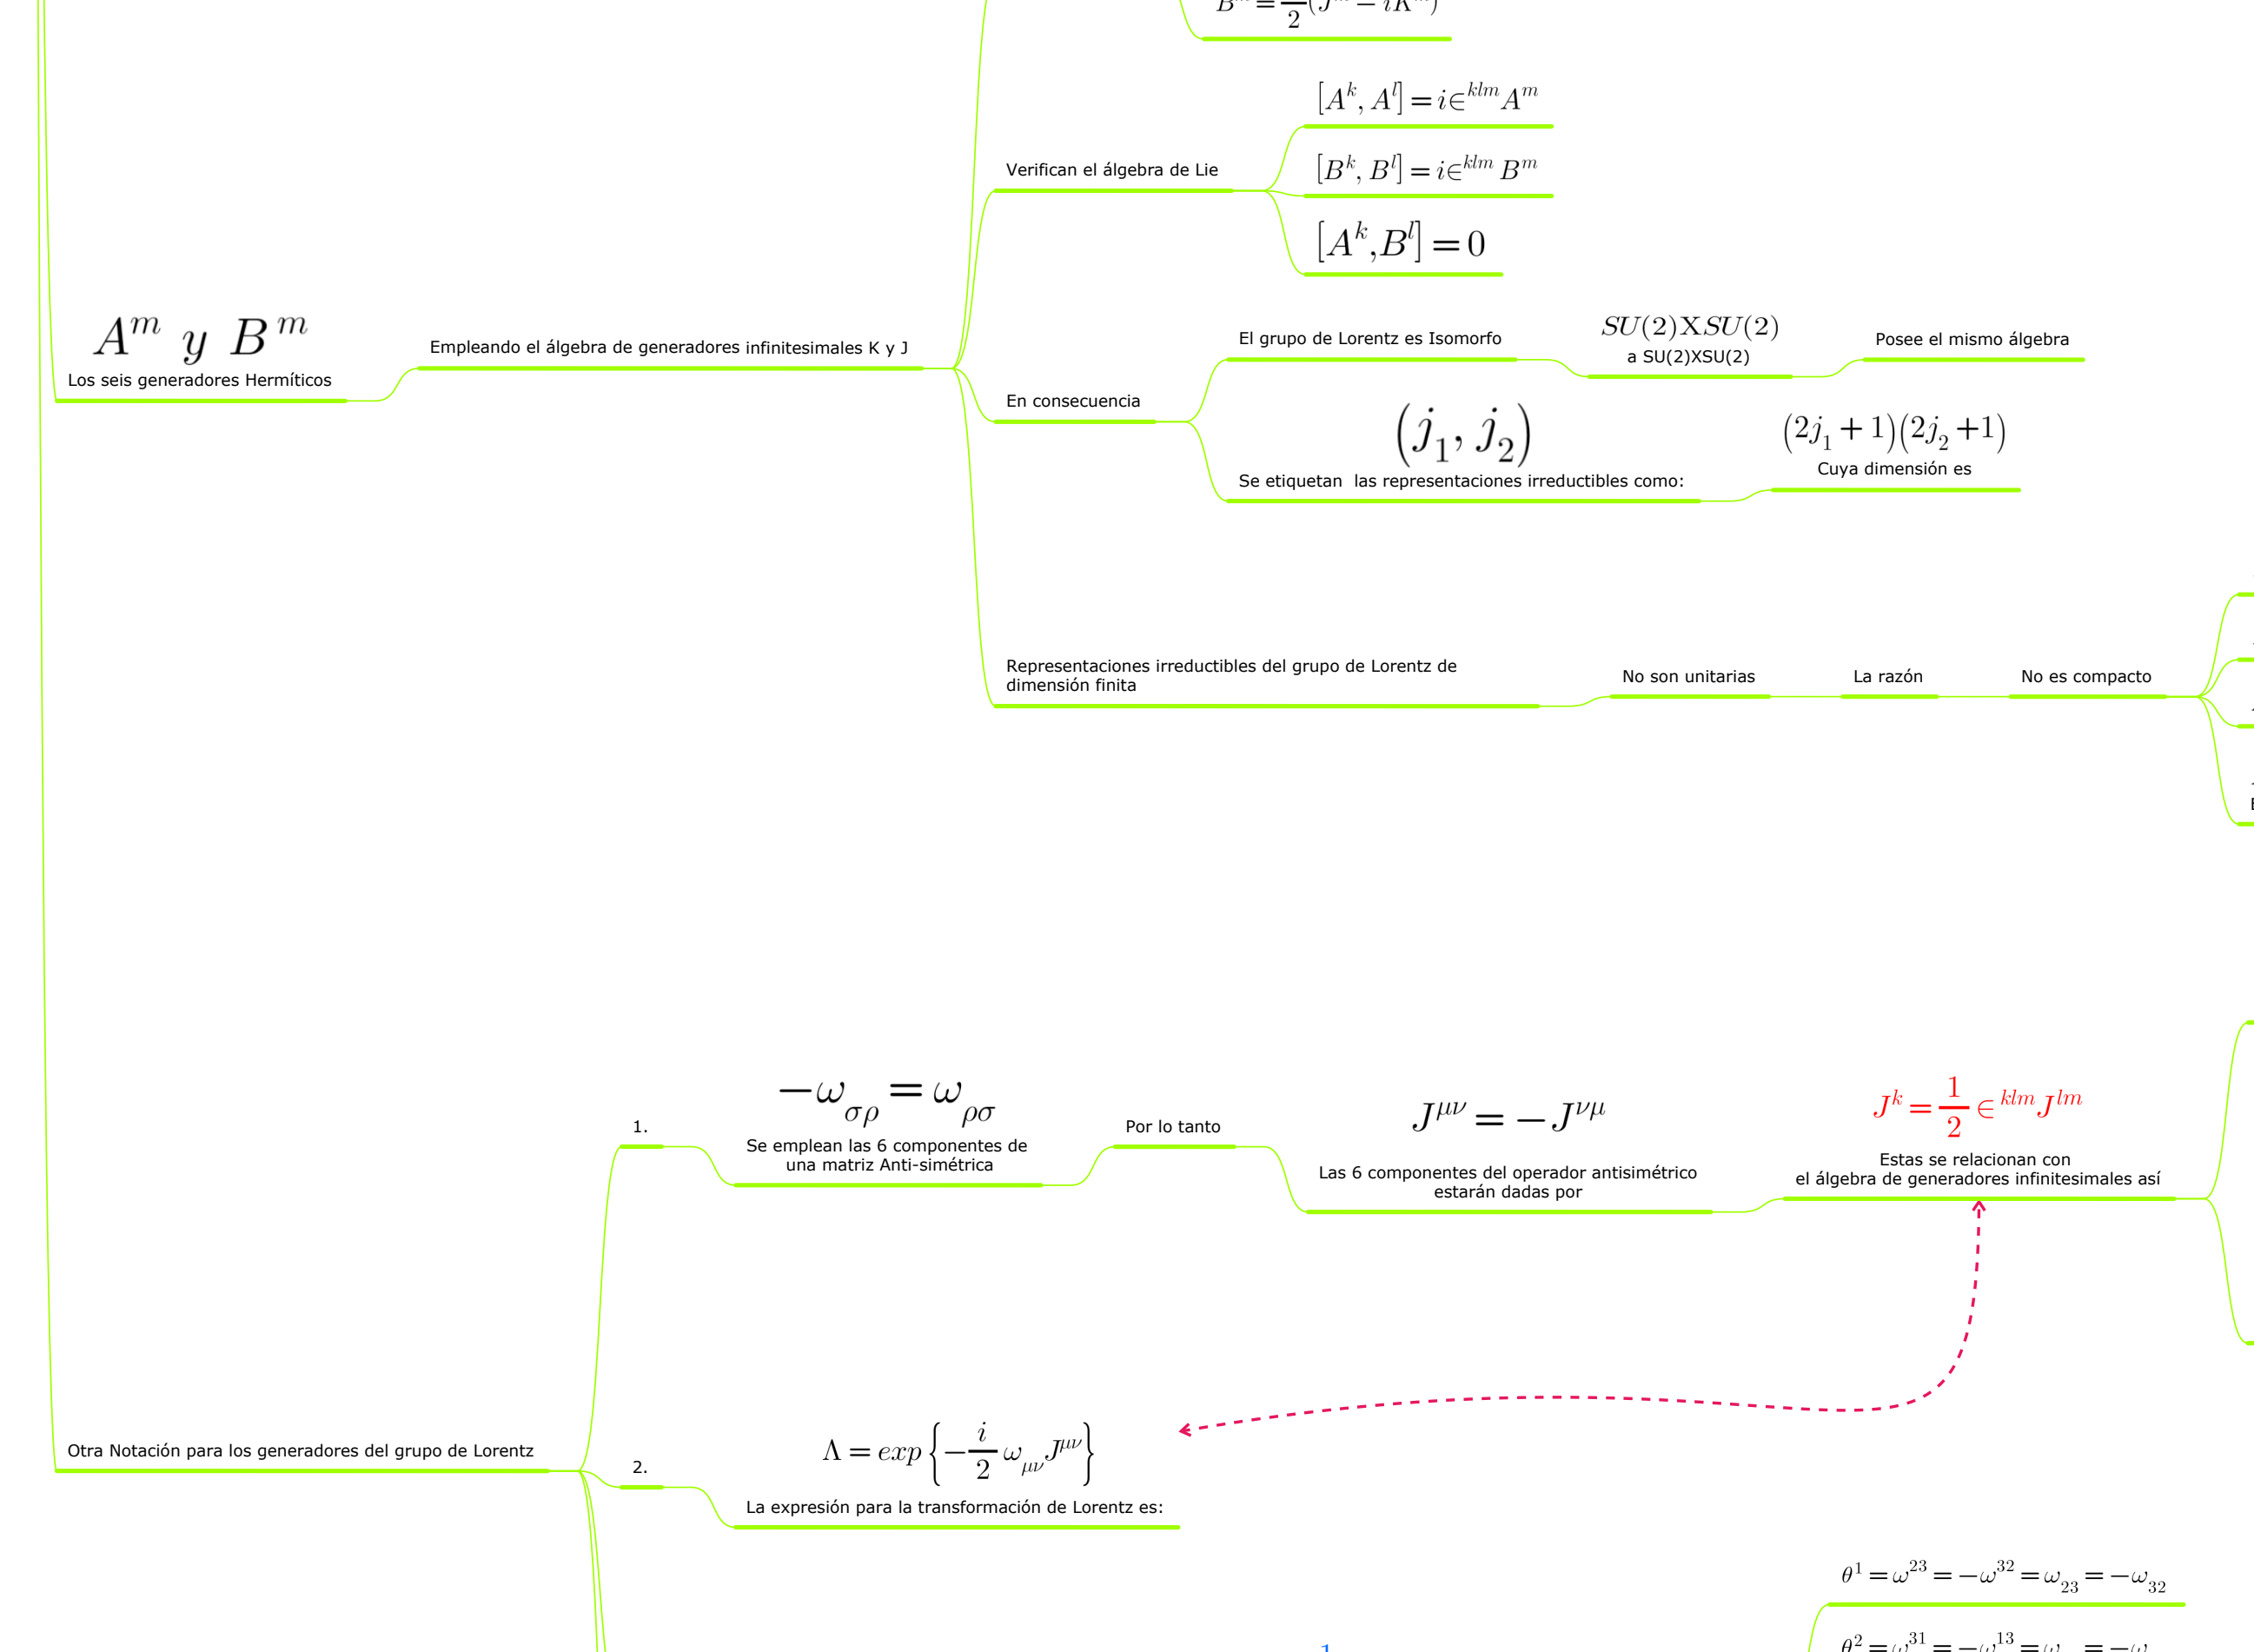 [A^k, A^l] = i∈^{klm} A^m
Verifican el álgebra de Lie
[B^k, B^l] = i∈^{klm} B^m
[A^k, B^l] = 0
A^m y B^m
Los seis generadores Hermíticos
Empleando el álgebra de generadores infinitesimales K y J
El grupo de Lorentz es Isomorfo
SU(2)XSU(2)
a SU(2)XSU(2)
Posee el mismo álgebra
En consecuencia
(j_1, j_2)
Se etiquetan las representaciones irreductibles como:
(2j_1 + 1)(2j_2 + 1)
Cuya dimensión es
Representaciones irreductibles del grupo de Lorentz de
dimensión finita
No son unitarias
La razón
No es compacto
Otra Notación para los generadores del grupo de Lorentz
1.
−ω_{σρ} = ω_{ρσ}
Se emplean las 6 componentes de
una matriz Anti-simétrica
Por lo tanto
J^{μν} = −J^{νμ}
Las 6 componentes del operador antisimétrico
estarán dadas por
J^k = \frac{1}{2} ∈^{klm} J^{lm}
Estas se relacionan con
el álgebra de generadores infinitesimales así
2.
Λ = exp{−\frac{i}{2} ω_{μν} J^{μν}}
La expresión para la transformación de Lorentz es:
θ^1 = ω^{23} = −ω^{32} = ω_{23} = −ω_{32}